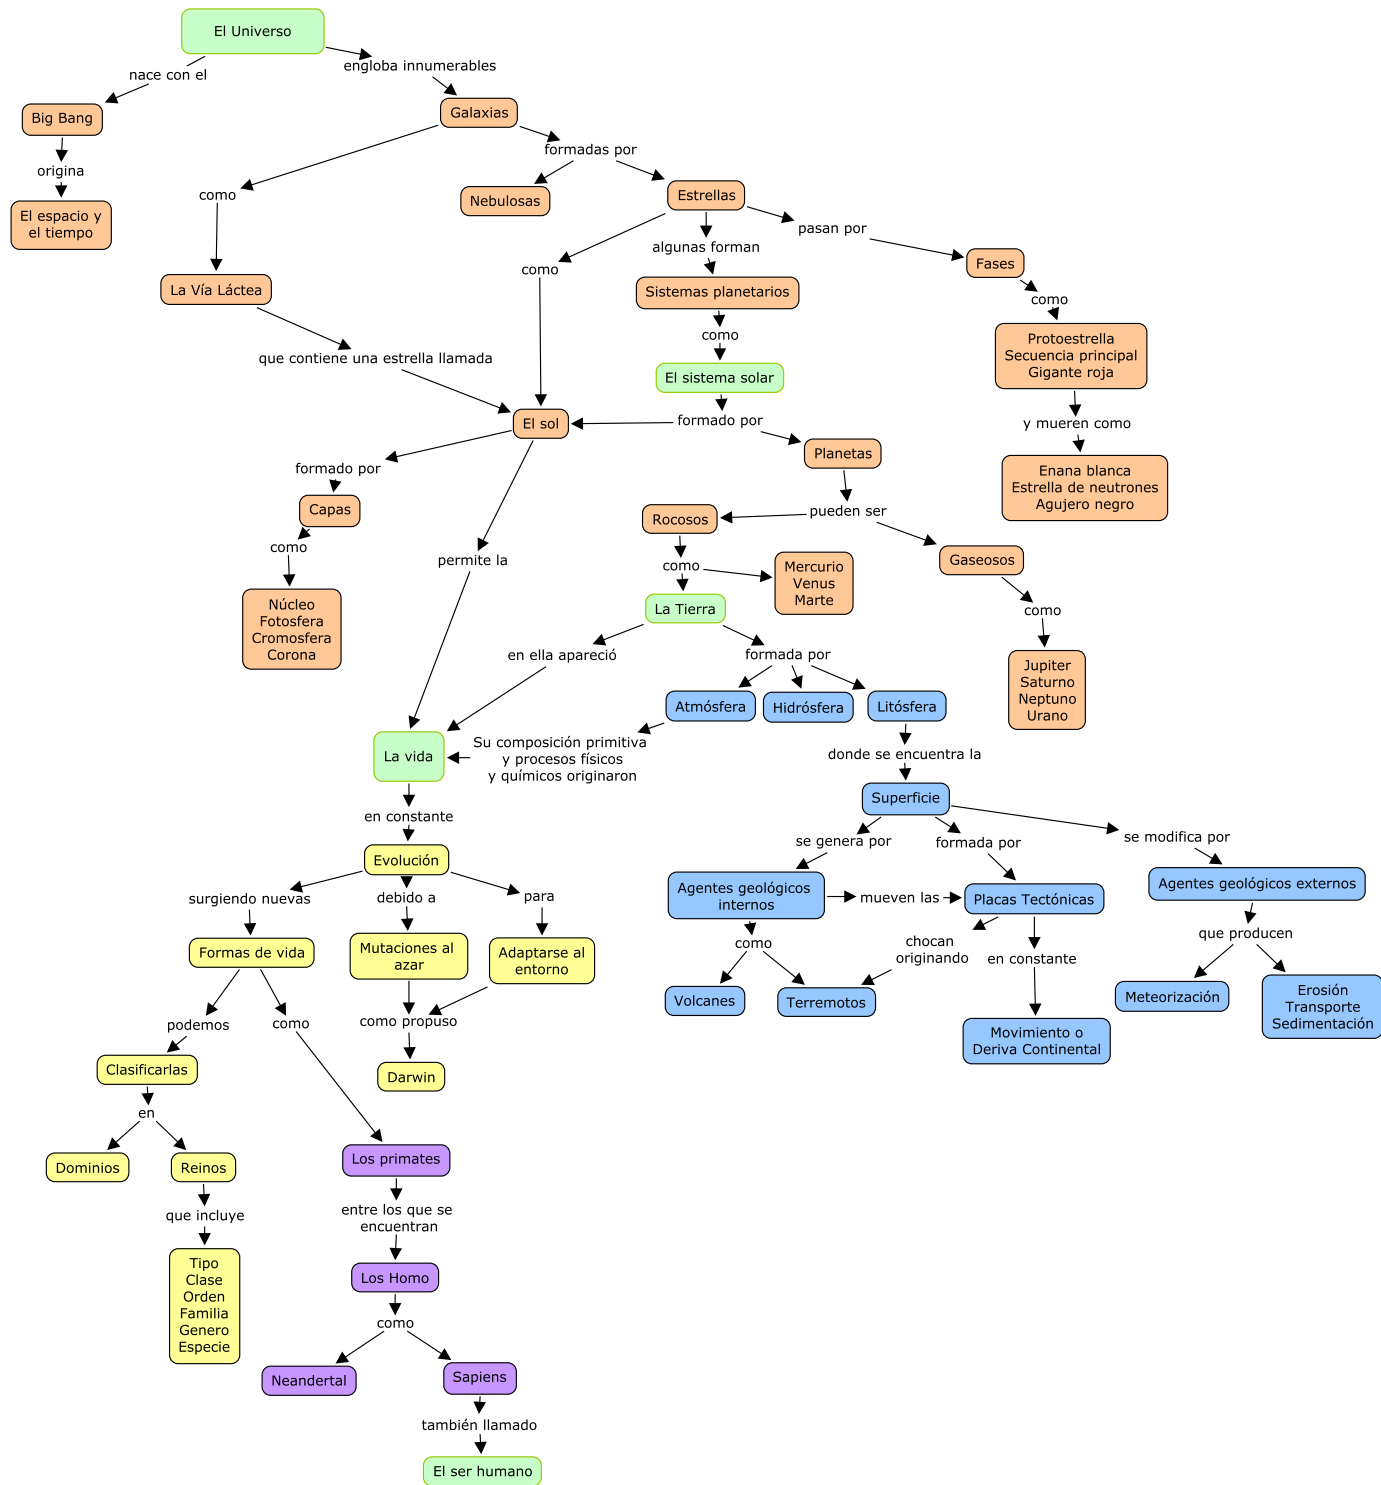 El Universo
nace con el
engloba innumerables
Big Bang
Galaxias
origina
formadas por
como
El espacio y
el tiempo
Nebulosas
Estrellas
pasan por
algunas forman
como
Fases
La Vía Láctea
Sistemas planetarios
como
como
Protoestrella
Secuencia principal
Gigante roja
que contiene una estrella llamada
El sistema solar
formado por
El sol
y mueren como
Planetas
formado por
Enana blanca
Estrella de neutrones
Agujero negro
Capas
Rocosos
pueden ser
como
permite la
como
Mercurio
Venus
Marte
Gaseosos
Núcleo
Fotosfera
Cromosfera
Corona
La Tierra
como
en ella apareció
formada por
Jupiter
Saturno
Neptuno
Urano
Atmósfera
Hidrósfera
Litósfera
La vida
Su composición primitiva
y procesos físicos
y químicos originaron
donde se encuentra la
Superficie
en constante
se genera por
formada por
se modifica por
Evolución
Agentes geológicos
internos
mueven las
Placas Tectónicas
Agentes geológicos externos
surgiendo nuevas
debido a
para
como
chocan
originando
en constante
que producen
Formas de vida
Mutaciones al
azar
Adaptarse al
entorno
Volcanes
Terremotos
Meteorización
Erosión
Transporte
Sedimentación
podemos
como
como propuso
Movimiento o
Deriva Continental
Clasificarlas
Darwin
en
Dominios
Reinos
Los primates
que incluye
entre los que se
encuentran
Tipo
Clase
Orden
Familia
Genero
Especie
Los Homo
como
Neandertal
Sapiens
también llamado
El ser humano